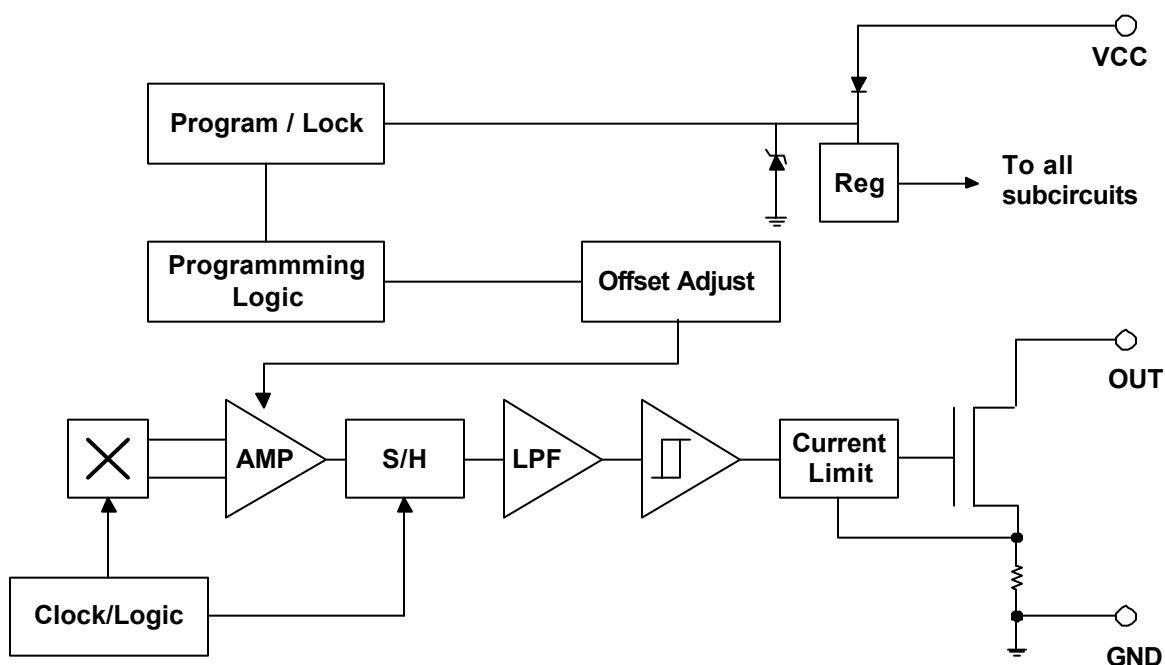 VCC
Program / Lock
Reg
To all
subcircuits
Programmming
Logic
Offset Adjust
OUT
AMP
S/H
LPF
Current
Limit
Clock/Logic
GND